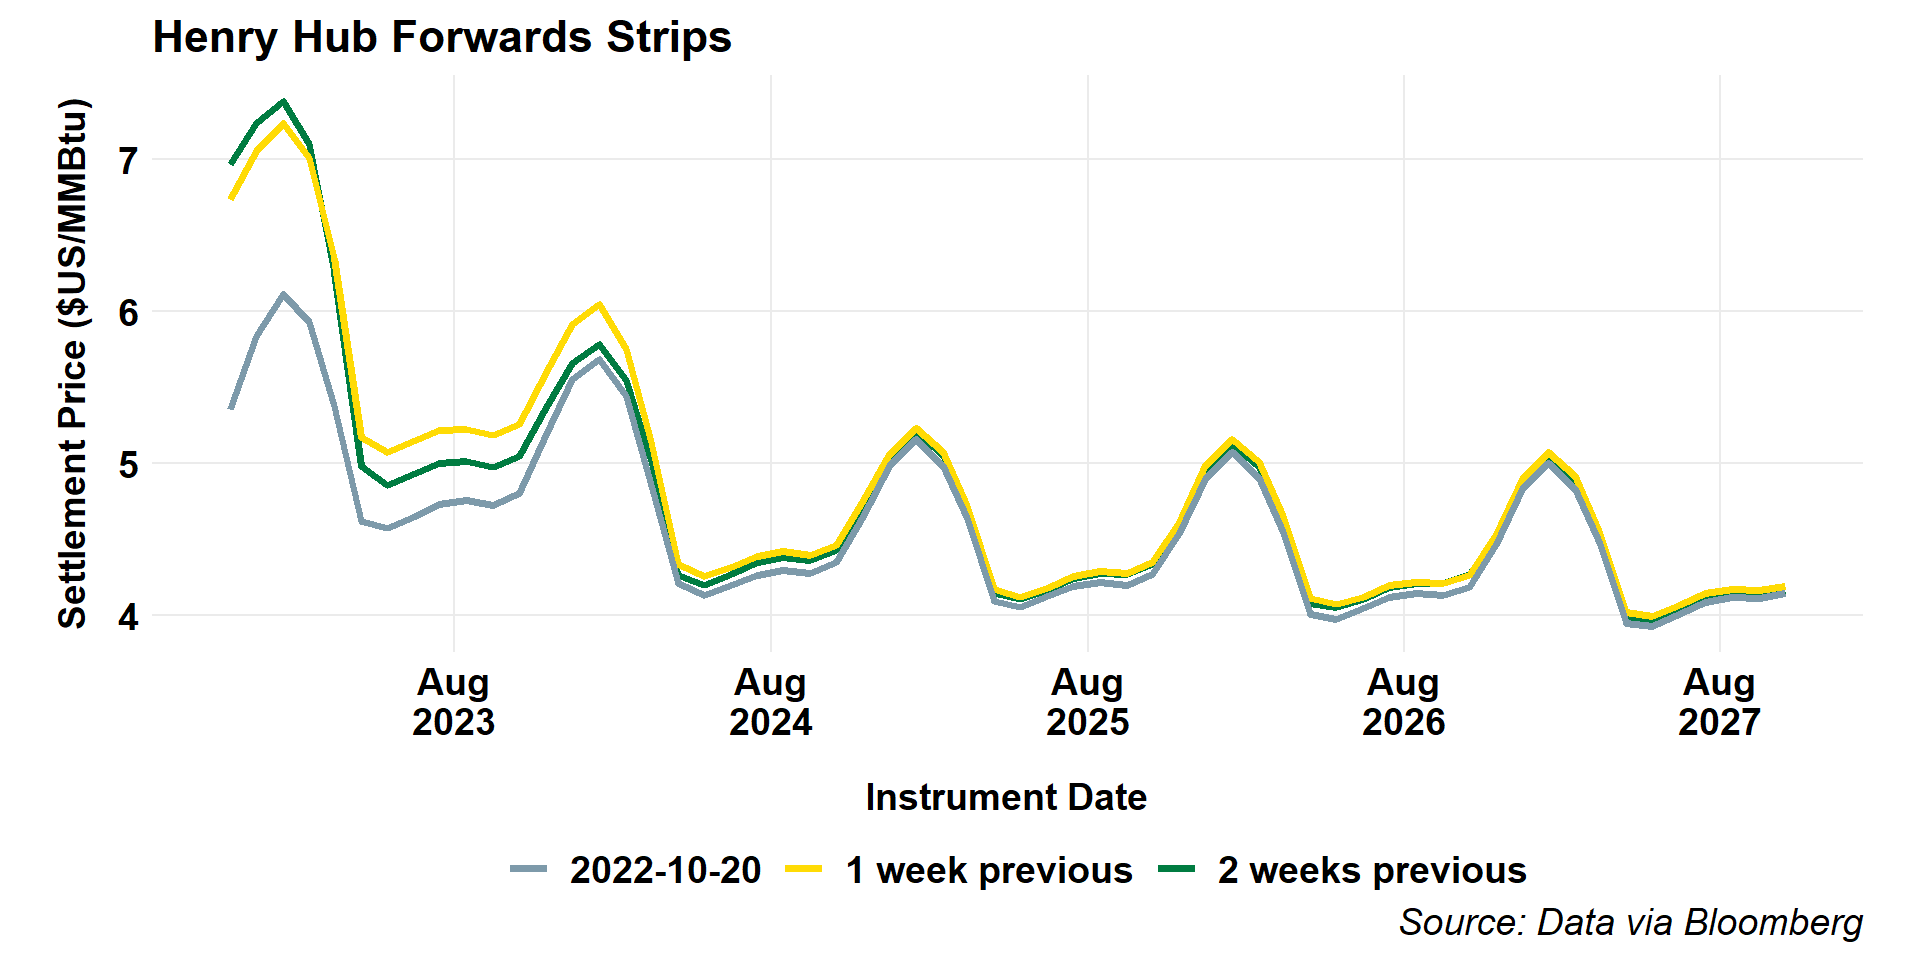 Henry Hub Forwards Strips
Settlement Price ($US/MMBtu)
7
6
5
4
Aug
2023
Aug
2024
Aug
2025
Aug
2026
Aug
2027
Instrument Date
2022-10-20
1 week previous
2 weeks previous
Source: Data via Bloomberg